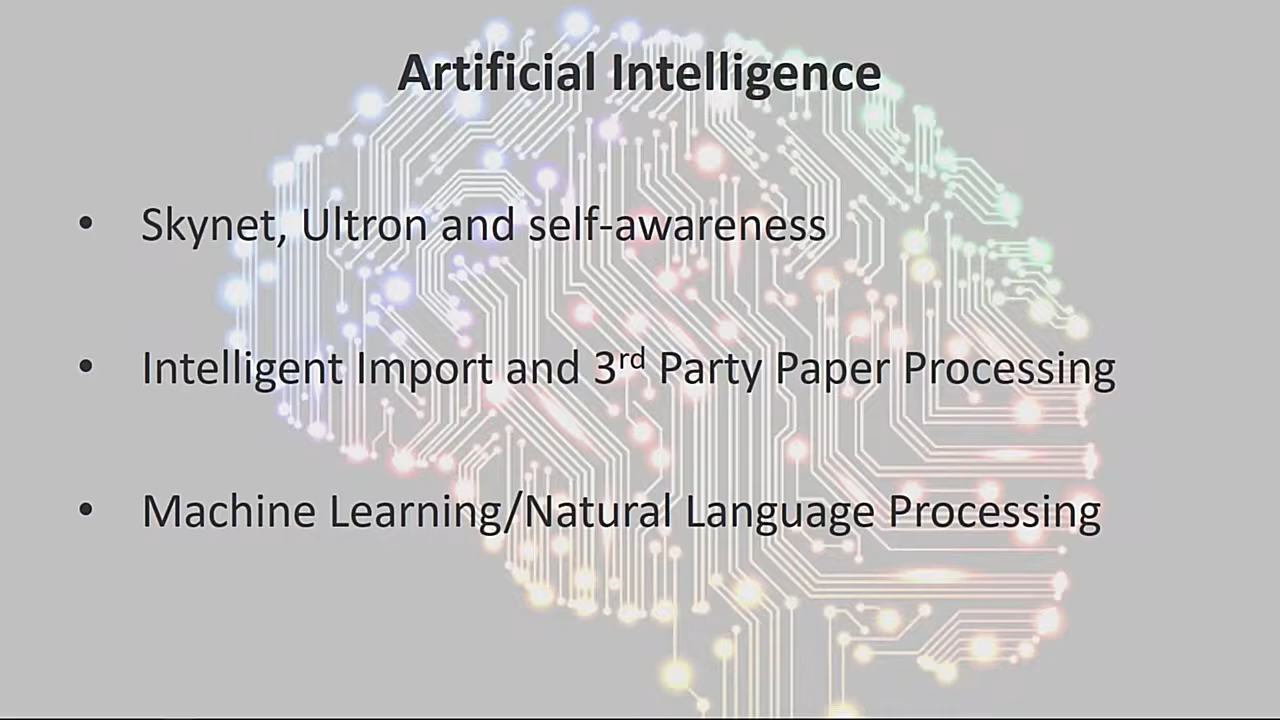 Artificial Intelligence
• Skynet, Ultron and self-awareness
• Intelligent Import and 3rd Party Paper Processing
• Machine Learning/Natural Language Processing